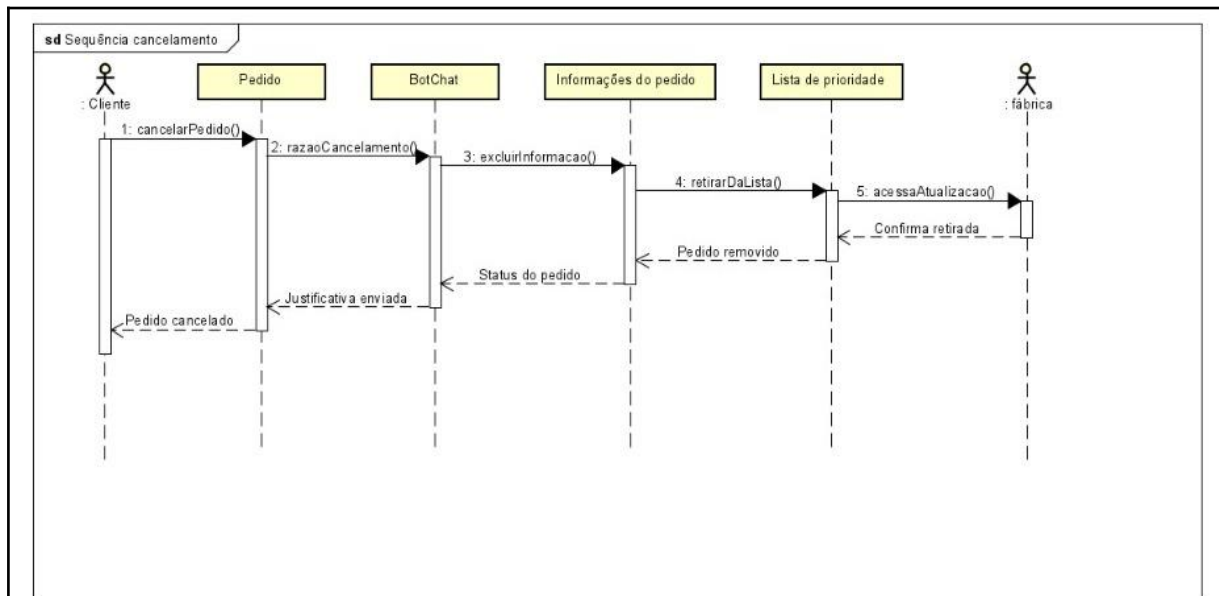 sd Sequência cancelamento
: Cliente
Pedido
BotChat
Informações do pedido
Lista de prioridade
: fábrica
1: cancelarPedido()
2: razaoCancelamento()
3: excluirInformacao()
4: retirarDaLista()
5: acessaAtualizacao()
Confirma retirada
Pedido removido
Status do pedido
Justificativa enviada
Pedido cancelado